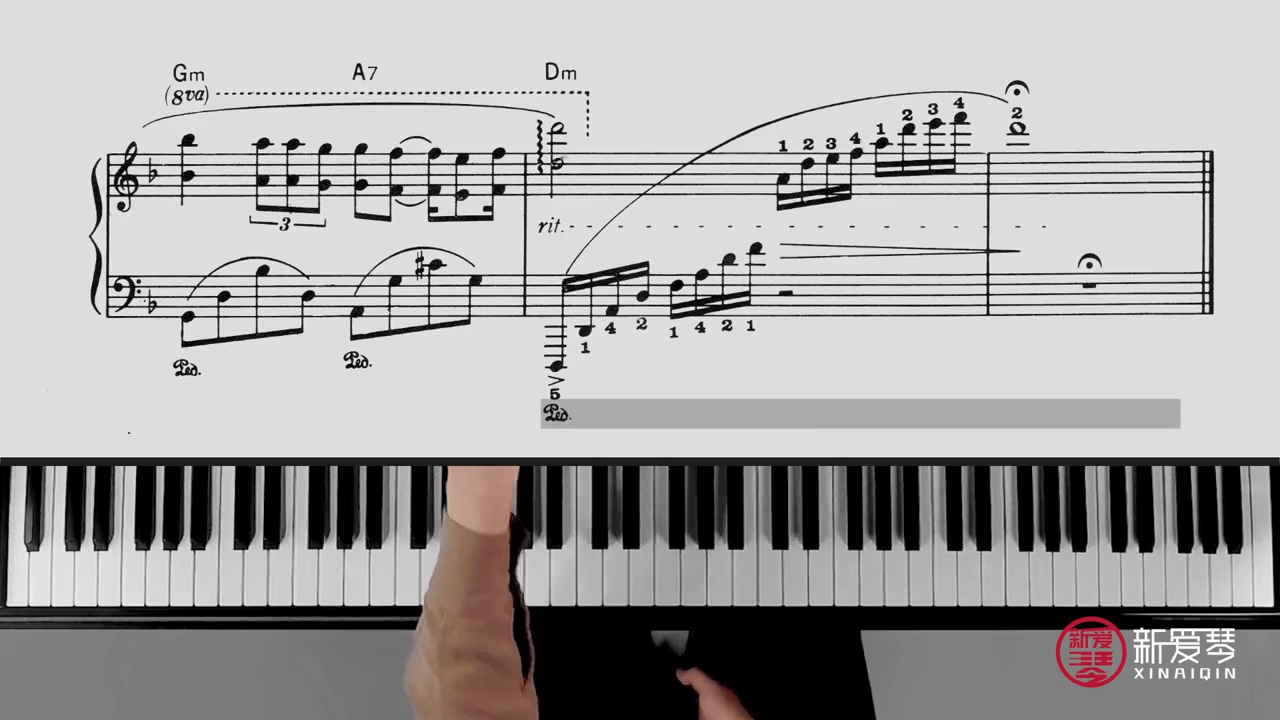 Gm A7 Dm
(8va)
1 2 3 4 1 2 3 4 2
3
rit.
1 4 2 1 4 2 1
Ped. Ped.
5
Ped.
新爱琴 新爱琴
XINAIQIN